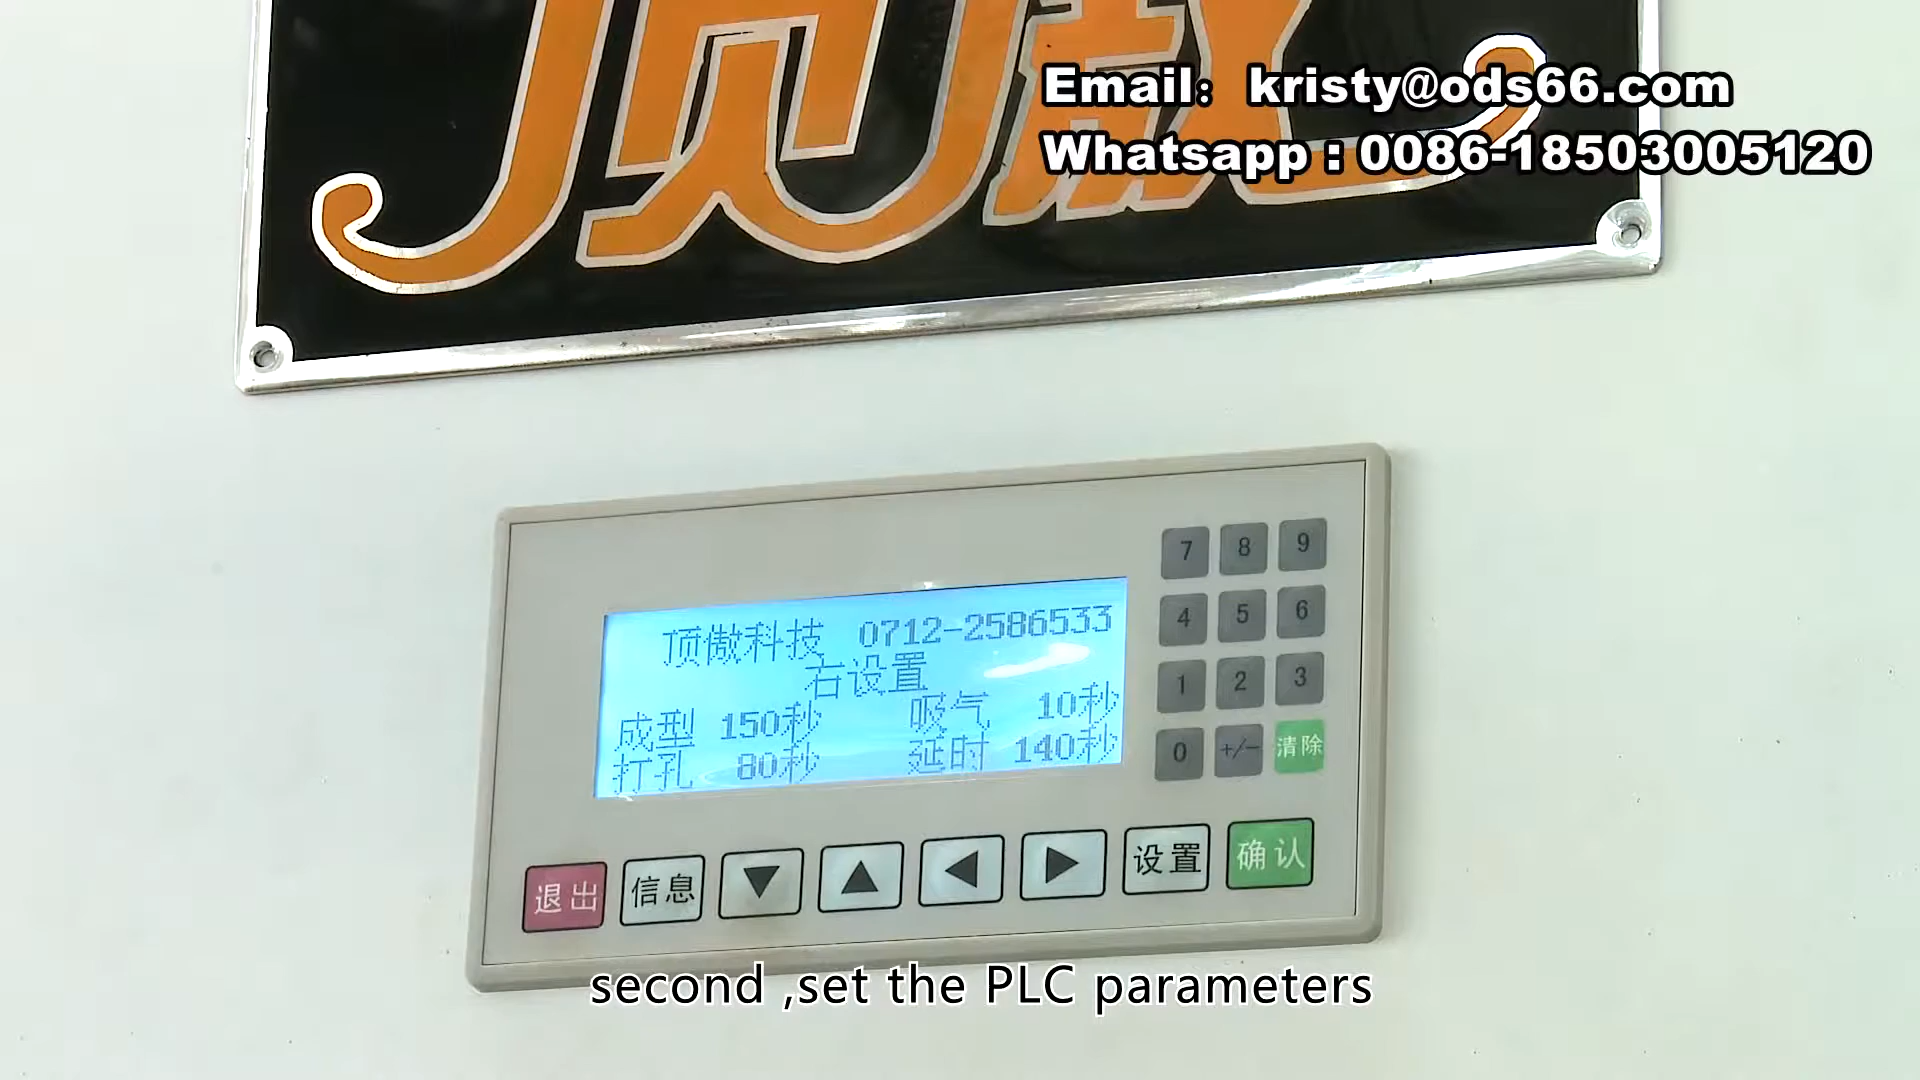 顶傲
Email：kristy@ods66.com
Whatsapp : 0086-18503005120
顶傲科技 0712-2586533
右设置
成型 150秒 吸气 10秒
打孔 80秒 延时 140秒
7 8 9
4 5 6
1 2 3
0 +/- 清除
退出 信息 ▼ ▲ ◀ ▶ 设置 确认
second ,set the PLC parameters